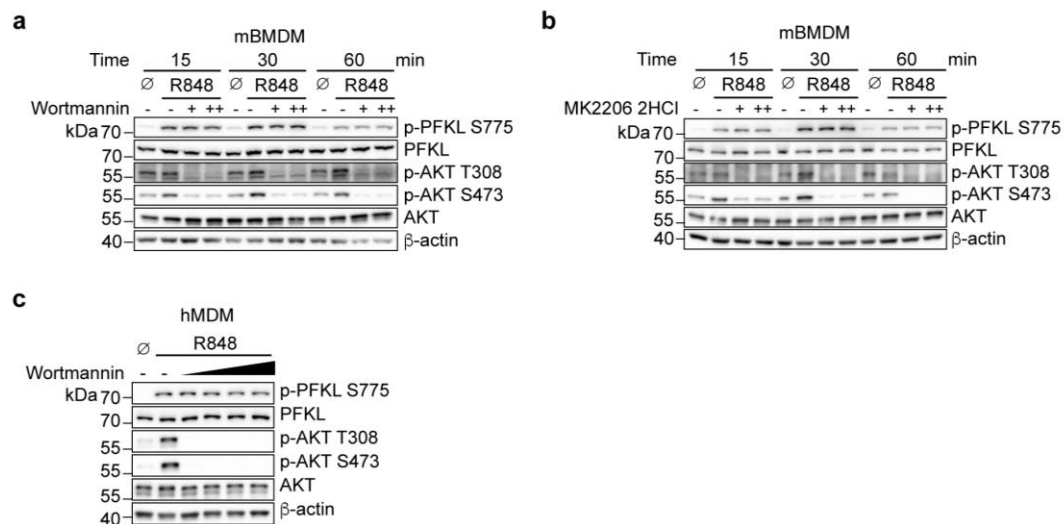 a
mBMDM
Time 15 30 60 min
∅ R848 ∅ R848 ∅ R848
Wortmannin - - + ++ - - + ++ - - + ++
kDa 70 p-PFKL S775
70 PFKL
55 p-AKT T308
55 p-AKT S473
55 AKT
40 β-actin
b
mBMDM
Time 15 30 60 min
∅ R848 ∅ R848 ∅ R848
MK2206 2HCl - - + ++ - - + ++ - - + ++
kDa 70 p-PFKL S775
70 PFKL
55 p-AKT T308
55 p-AKT S473
55 AKT
40 β-actin
c
hMDM
∅ R848
Wortmannin - -
kDa 70 p-PFKL S775
70 PFKL
55 p-AKT T308
55 p-AKT S473
55 AKT
40 β-actin